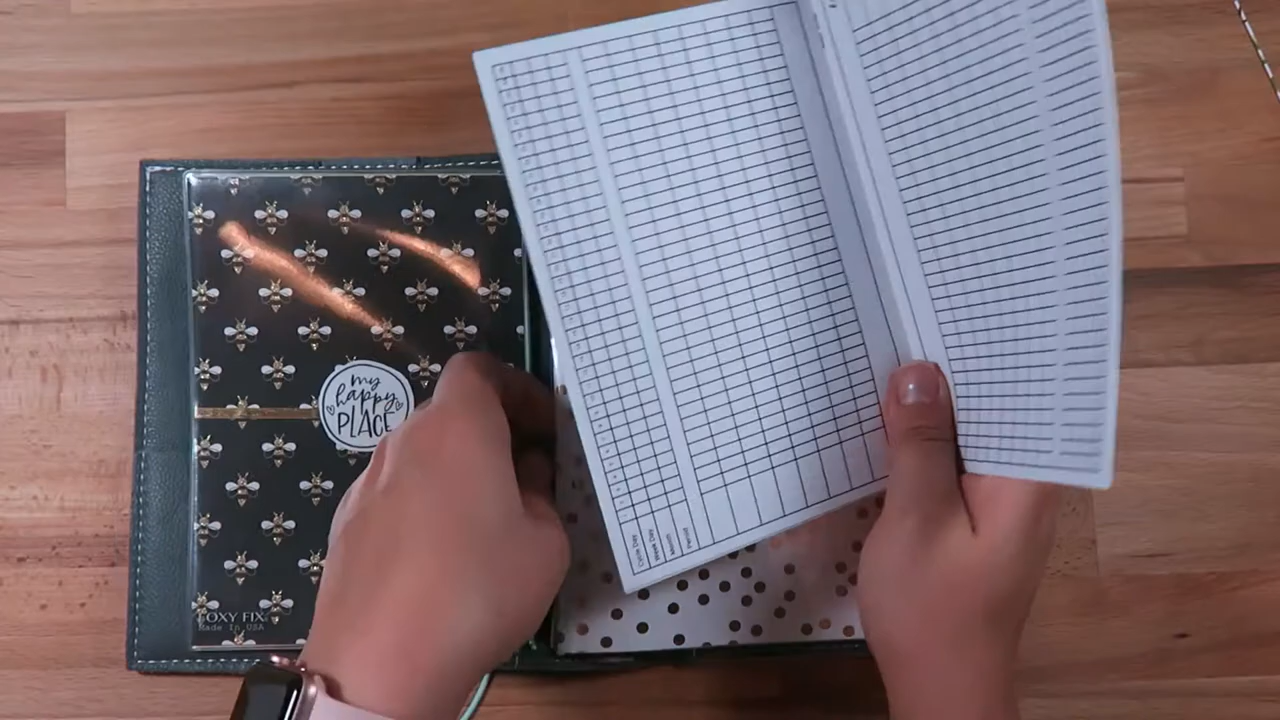 my
happy
PLACE
FOXY FIX
Made In USA
Cycle Day
Week Day
Month
Period